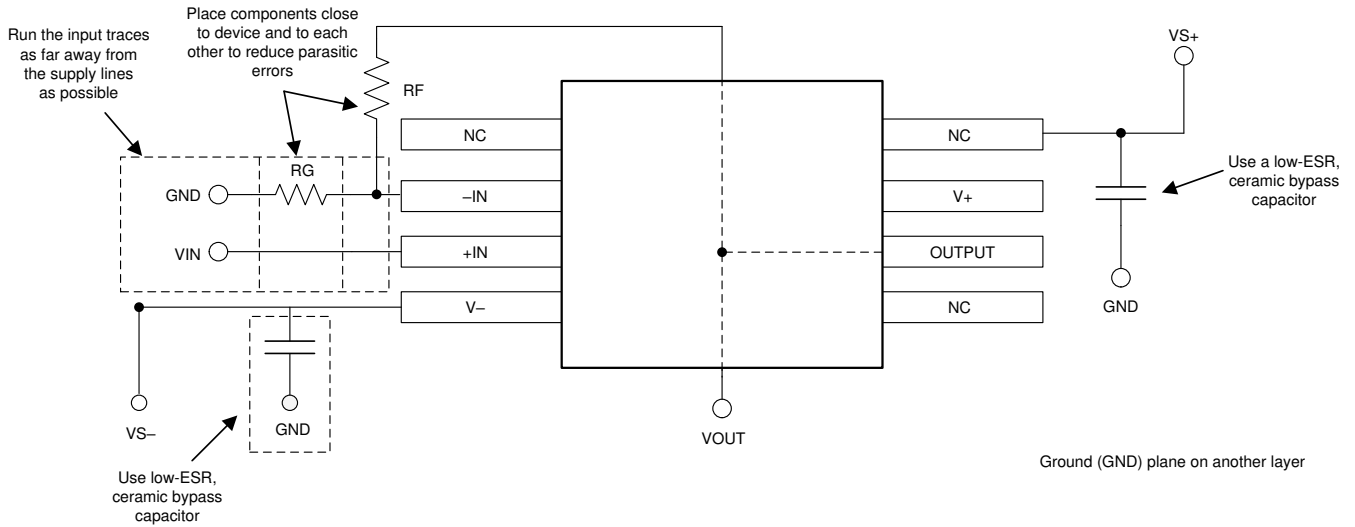 Place components close
to device and to each
other to reduce parasitic
errors
Run the input traces
as far away from
the supply lines
as possible
VS+
RF
NC
NC
Use a low-ESR,
ceramic bypass
capacitor
RG
GND
–IN
V+
VIN
+IN
OUTPUT
V–
NC
GND
VS–
GND
VOUT
Use low-ESR,
ceramic bypass
capacitor
Ground (GND) plane on another layer